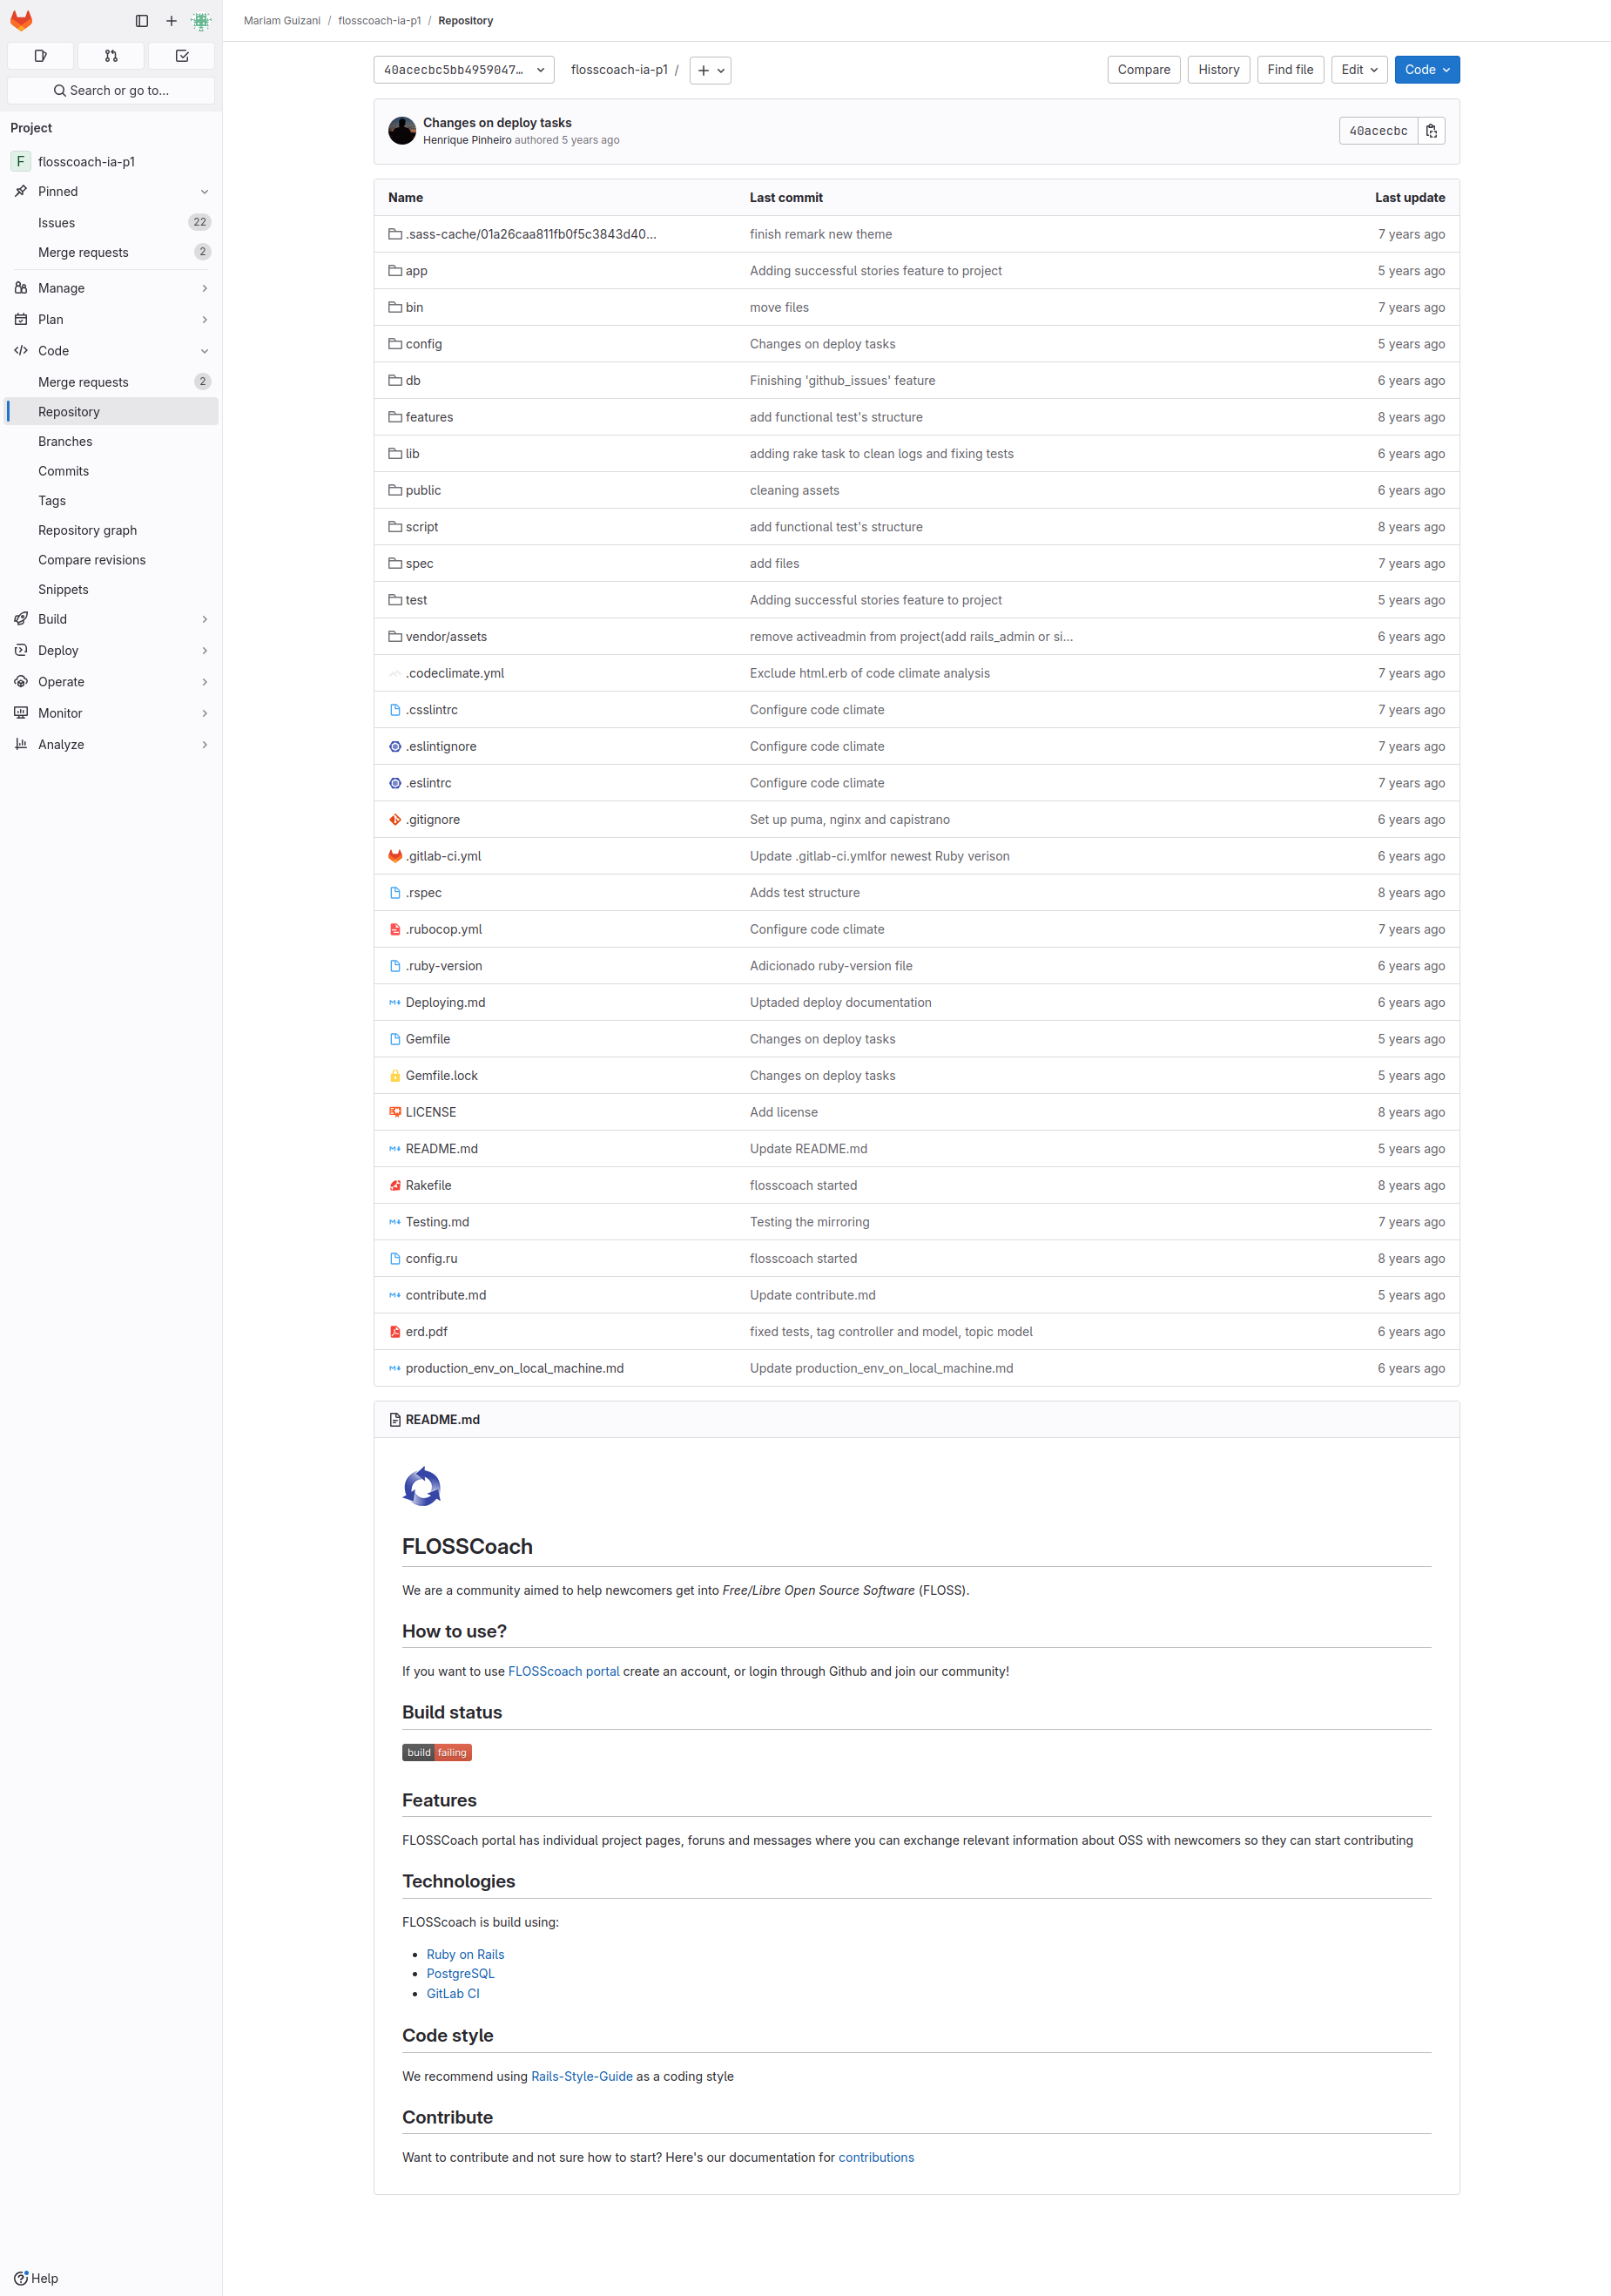 Mariam Guizani / flosscoach-ia-p1 / Repository
Search or go to...
Project
F flosscoach-ia-p1
Pinned
Issues 22
Merge requests 2
Manage
Plan
Code
Merge requests 2
Repository
Branches
Commits
Tags
Repository graph
Compare revisions
Snippets
Build
Deploy
Operate
Monitor
Analyze
Help
40acecbc5bb4959047... flosscoach-ia-p1 / + Compare History Find file Edit Code
Changes on deploy tasks
Henrique Pinheiro authored 5 years ago
40acecbc
Name Last commit Last update
.sass-cache/01a26caa811fb0f5c3843d40... finish remark new theme 7 years ago
app Adding successful stories feature to project 5 years ago
bin move files 7 years ago
config Changes on deploy tasks 5 years ago
db Finishing 'github_issues' feature 6 years ago
features add functional test's structure 8 years ago
lib adding rake task to clean logs and fixing tests 6 years ago
public cleaning assets 6 years ago
script add functional test's structure 8 years ago
spec add files 7 years ago
test Adding successful stories feature to project 5 years ago
vendor/assets remove activeadmin from project(add rails_admin or si... 6 years ago
.codeclimate.yml Exclude html.erb of code climate analysis 7 years ago
.csslintrc Configure code climate 7 years ago
.eslintignore Configure code climate 7 years ago
.eslintrc Configure code climate 7 years ago
.gitignore Set up puma, nginx and capistrano 6 years ago
.gitlab-ci.yml Update .gitlab-ci.ymlfor newest Ruby verison 6 years ago
.rspec Adds test structure 8 years ago
.rubocop.yml Configure code climate 7 years ago
.ruby-version Adicionado ruby-version file 6 years ago
Deploying.md Uptaded deploy documentation 6 years ago
Gemfile Changes on deploy tasks 5 years ago
Gemfile.lock Changes on deploy tasks 5 years ago
LICENSE Add license 8 years ago
README.md Update README.md 5 years ago
Rakefile flosscoach started 8 years ago
Testing.md Testing the mirroring 7 years ago
config.ru flosscoach started 8 years ago
contribute.md Update contribute.md 5 years ago
erd.pdf fixed tests, tag controller and model, topic model 6 years ago
production_env_on_local_machine.md Update production_env_on_local_machine.md 6 years ago
README.md
FLOSSCoach
We are a community aimed to help newcomers get into Free/Libre Open Source Software (FLOSS).
How to use?
If you want to use FLOSScoach portal create an account, or login through Github and join our community!
Build status
build failing
Features
FLOSSCoach portal has individual project pages, foruns and messages where you can exchange relevant information about OSS with newcomers so they can start contributing
Technologies
FLOSScoach is build using:
• Ruby on Rails
• PostgreSQL
• GitLab CI
Code style
We recommend using Rails-Style-Guide as a coding style
Contribute
Want to contribute and not sure how to start? Here's our documentation for contributions